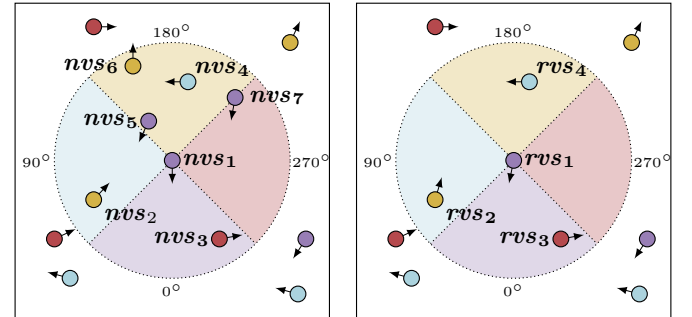 180° 180°
nvs₆ nvs₄ rvs₄
nvs₇
nvs₅
90° nvs₁ 270° 90° rvs₁ 270°
nvs₂ rvs₂
nvs₃ rvs₃
0° 0°